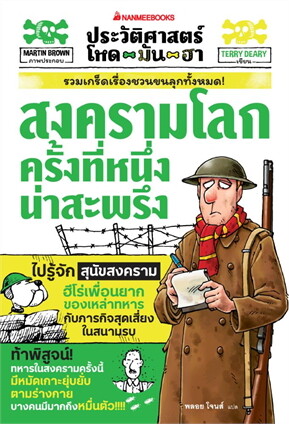 NANMEEBOOKS
ประวัติศาสตร์
โหด มัน ฮา
MARTIN BROWN
ภาพประกอบ
TERRY DEARY
เขียน
รวมเกร็ดเรื่องชวนขนลุกทั้งหมด!
สงครามโลก
ครั้งที่หนึ่ง
น่าสะพรึง
ไปรู้จัก สุนัขสงคราม
ฮีโร่เพื่อนยาก
ของเหล่าทหาร
กับภารกิจสุดเสี่ยง
ในสนามรบ
ท้าพิสูจน์!
ทหารในสงครามครั้งนี้
มีหมัดเกาะยุ่บยั่บ
ตามร่างกาย
บางคนมีมากถึงหมื่นตัว!!!!
พลอย โจนส์ แปล